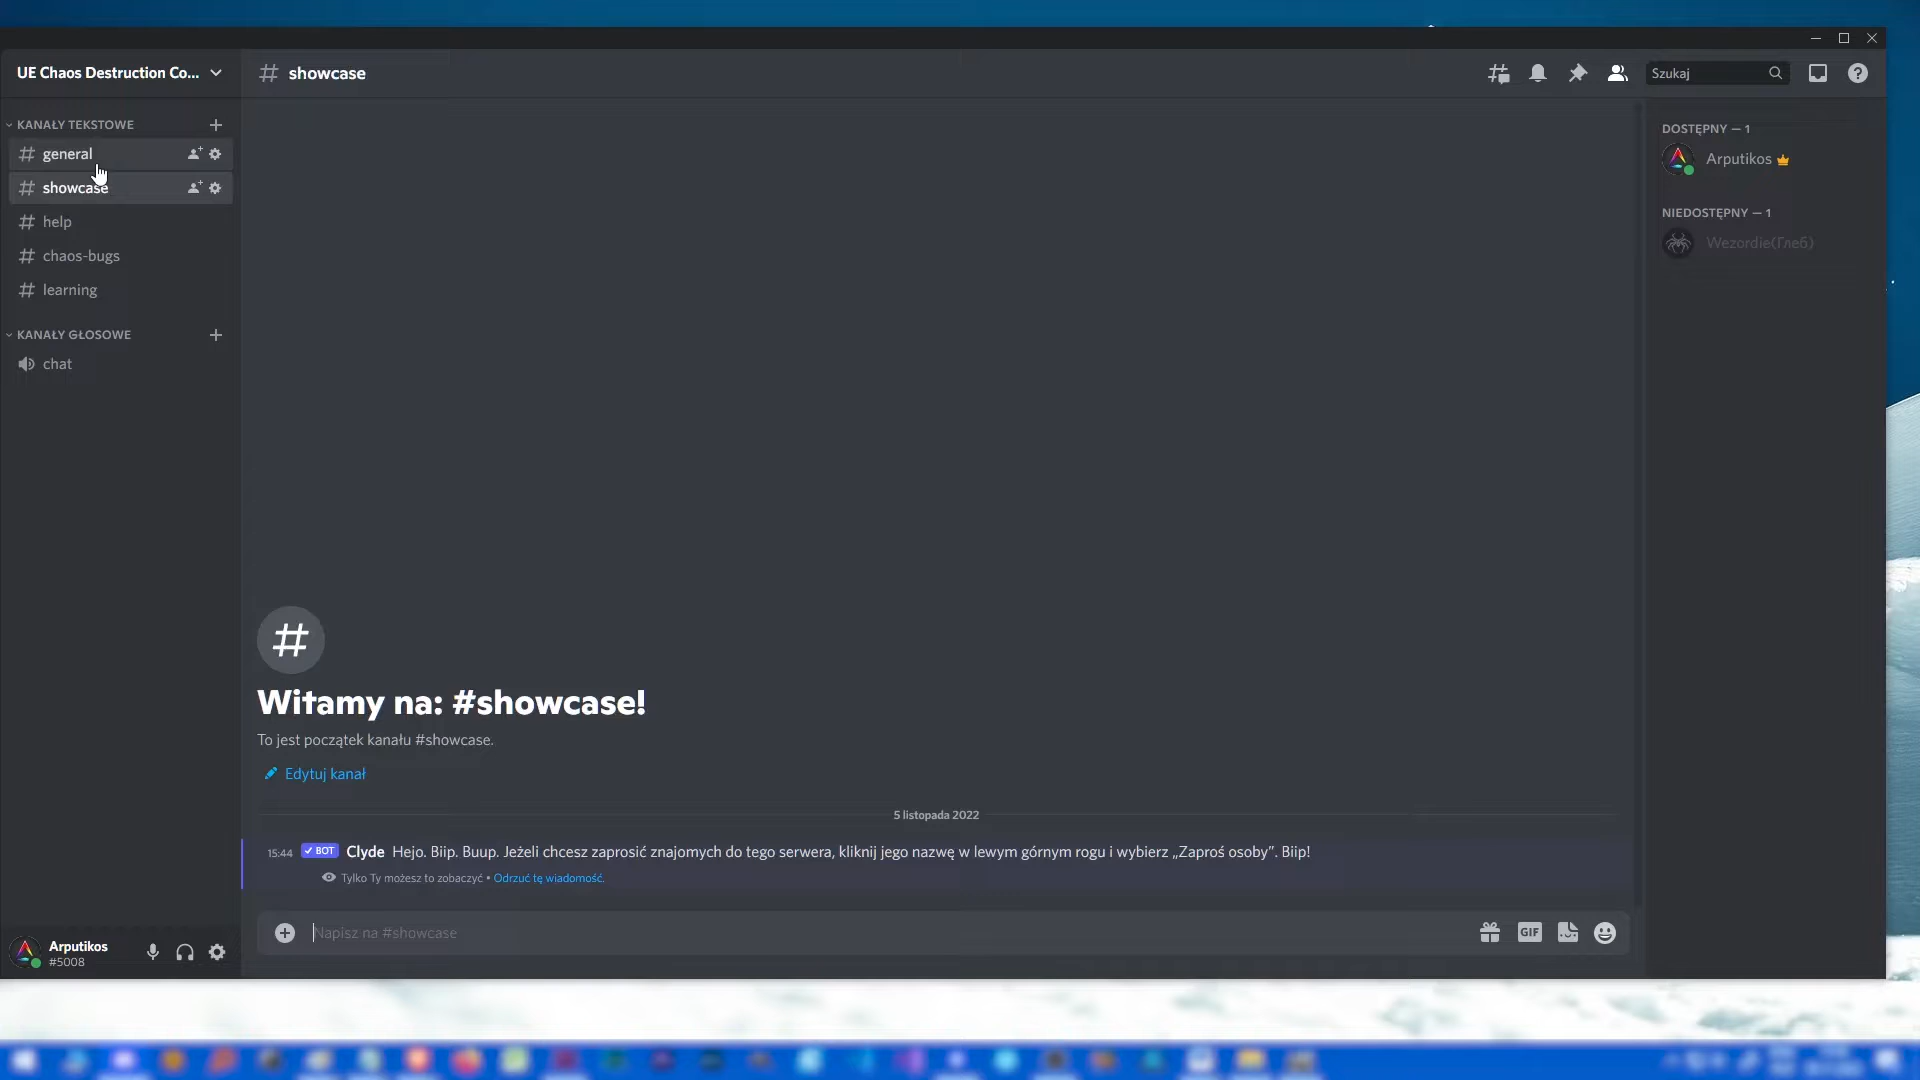 UE Chaos Destruction Co...
showcase
Szukaj
KANAŁY TEKSTOWE
general
showcase
help
chaos-bugs
learning
KANAŁY GŁOSOWE
chat
Witamy na: #showcase!
To jest początek kanału #showcase.
Edytuj kanał
5 listopada 2022
15:44 BOT Clyde Hejo. Biip. Buup. Jeżeli chcesz zaprosić znajomych do tego serwera, kliknij jego nazwę w lewym górnym rogu i wybierz „Zaproś osoby”. Biip!
Tylko Ty możesz to zobaczyć • Odrzuć tę wiadomość.
Napisz na #showcase
GIF
Arputikos
#5008
DOSTĘPNY — 1
Arputikos
NIEDOSTĘPNY — 1
Wezordie(Глеб)